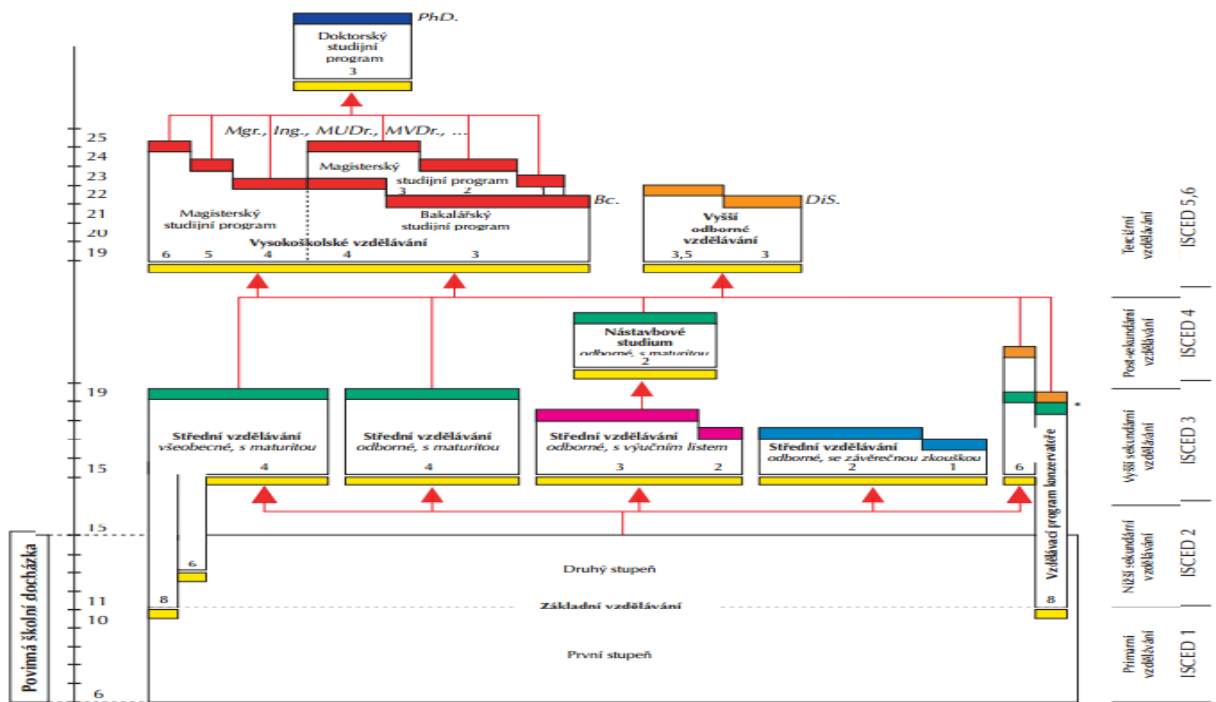 PhD.
Doktorský
studijní
program
3
Mgr., Ing., MUDr., MVDr., ...
25
24
23
22
21
20
19
Magisterský
studijní program
3 2 1
Bc.
Magisterský
studijní program
Bakalářský
studijní program
Vysokoškolské vzdělávání
6 5 4 4 3
DiS.
Vyšší
odborné
vzdělávání
3,5 3
Terciární
vzdělávání
ISCED 5,6
Nástavbové
studium
odborné, s maturitou
2
Post-sekundární
vzdělávání
ISCED 4
19
15
Střední vzdělávání
všeobecné, s maturitou
4
Střední vzdělávání
odborné, s maturitou
4
Střední vzdělávání
odborné, s výučním listem
3 2
Střední vzdělávání
odborné, se závěrečnou zkouškou
2 1
6
*
Vyšší sekundární
vzdělávání
ISCED 3
Vzdělávací program konzervatoře
8
Povinná školní docházka
15
11
10
6
6
8
Druhý stupeň
Základní vzdělávání
První stupeň
Nižší sekundární
vzdělávání
ISCED 2
Primární
vzdělávání
ISCED 1